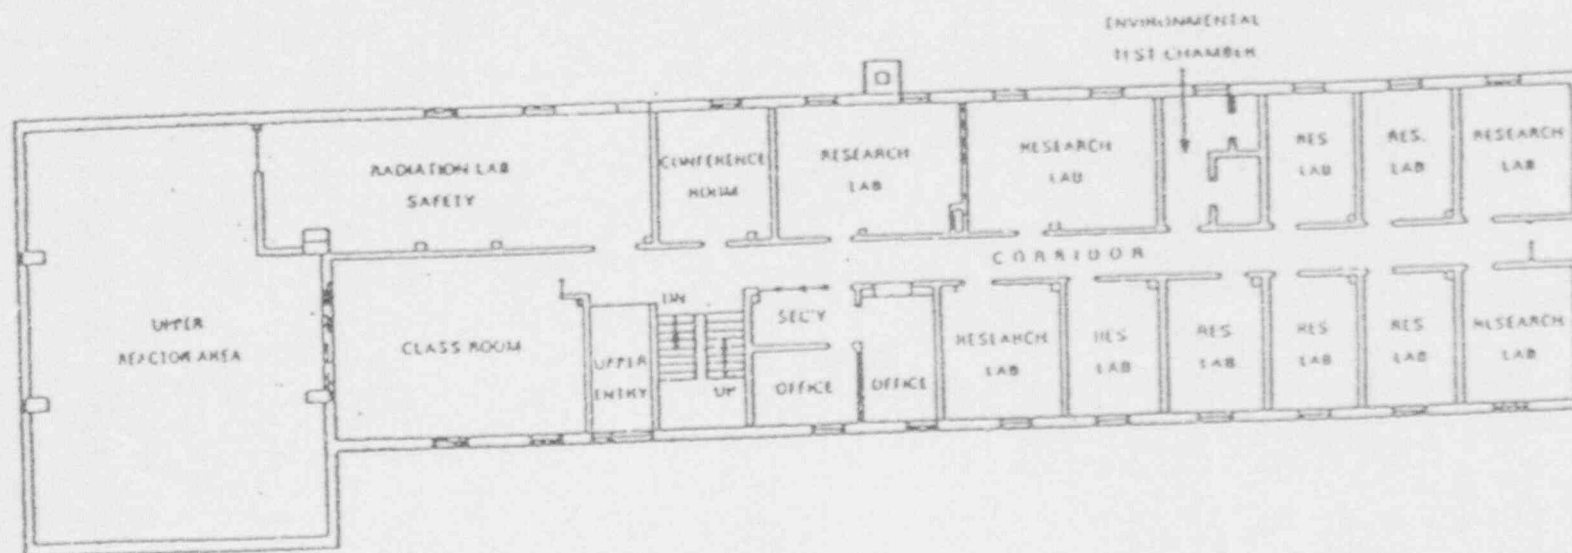 ENVIRONMENTAL
TEST CHAMBER
RADIATION LAB
SAFETY
CONFERENCE
ROOM
RESEARCH
LAB
RESEARCH
LAB
RES
LAB
RES.
LAB
RESEARCH
LAB
CORRIDOR
UPPER
REACTOR AREA
CLASS ROOM
UPPER
ENTRY
DN
UP
SEC'Y
OFFICE
OFFICE
RESEARCH
LAB
RES
LAB
RES
LAB
RES
LAB
RES
LAB
RESEARCH
LAB